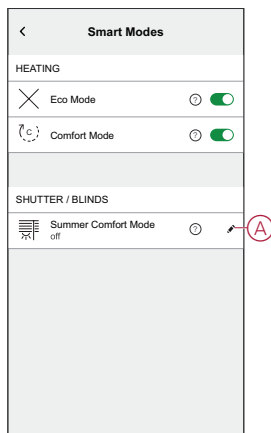 Smart Modes
HEATING
Eco Mode ?
C Comfort Mode ?
SHUTTER / BLINDS
Summer Comfort Mode ?
off
A